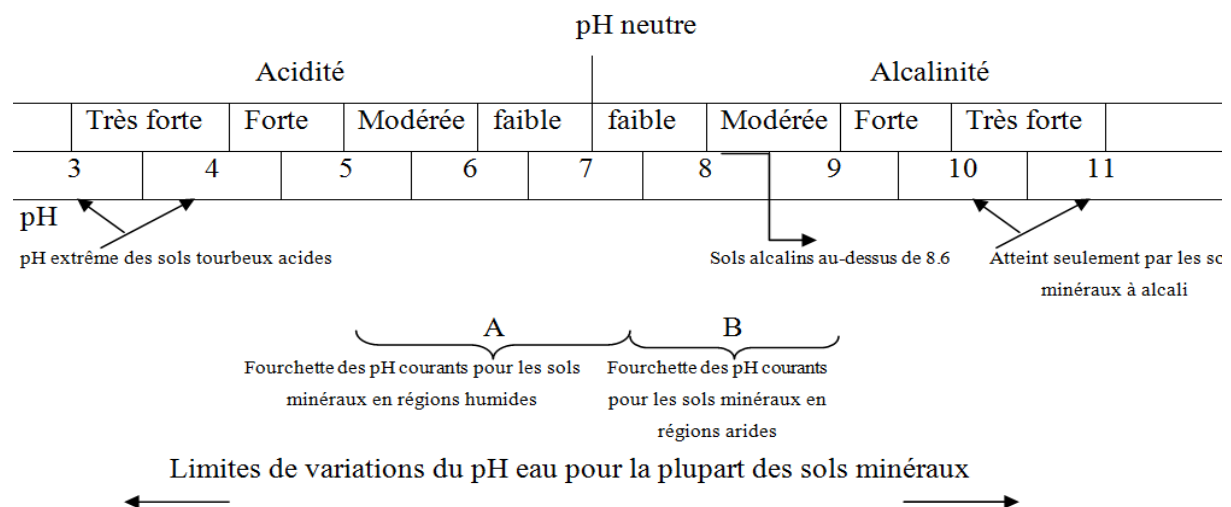 pH neutre
Acidité Alcalinité
Très forte Forte Modérée faible faible Modérée Forte Très forte
3 4 5 6 7 8 9 10 11
pH
pH extrême des sols tourbeux acides
Sols alcalins au-dessus de 8.6
Atteint seulement par les so
minéraux à alcali
A
Fourchette des pH courants pour les sols
minéraux en régions humides
B
Fourchette des pH courants
pour les sols minéraux en
régions arides
Limites de variations du pH eau pour la plupart des sols minéraux